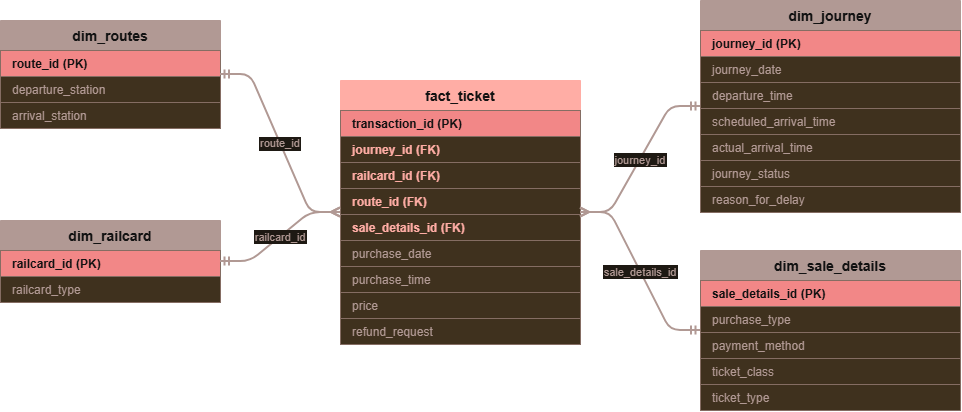 dim_routes
route_id (PK)
departure_station
arrival_station
route_id
dim_railcard
railcard_id (PK)
railcard_type
railcard_id
fact_ticket
transaction_id (PK)
journey_id (FK)
railcard_id (FK)
route_id (FK)
sale_details_id (FK)
purchase_date
purchase_time
price
refund_request
journey_id
sale_details_id
dim_journey
journey_id (PK)
journey_date
departure_time
scheduled_arrival_time
actual_arrival_time
journey_status
reason_for_delay
dim_sale_details
sale_details_id (PK)
purchase_type
payment_method
ticket_class
ticket_type